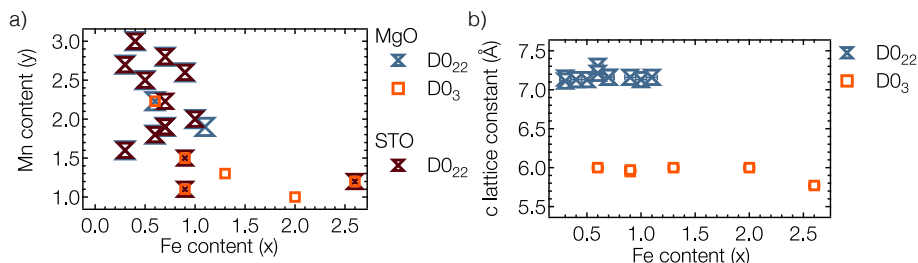 a)
Mn content (y)
3.0
2.5
2.0
1.5
1.0
0.0
0.5
1.0
1.5
2.0
2.5
Fe content (x)
MgO
D0₂₂
D0₃
STO
D0₂₂
b)
c lattice constant (Å)
7.5
7.0
6.5
6.0
5.5
0.5
1.0
1.5
2.0
2.5
Fe content (x)
D0₂₂
D0₃